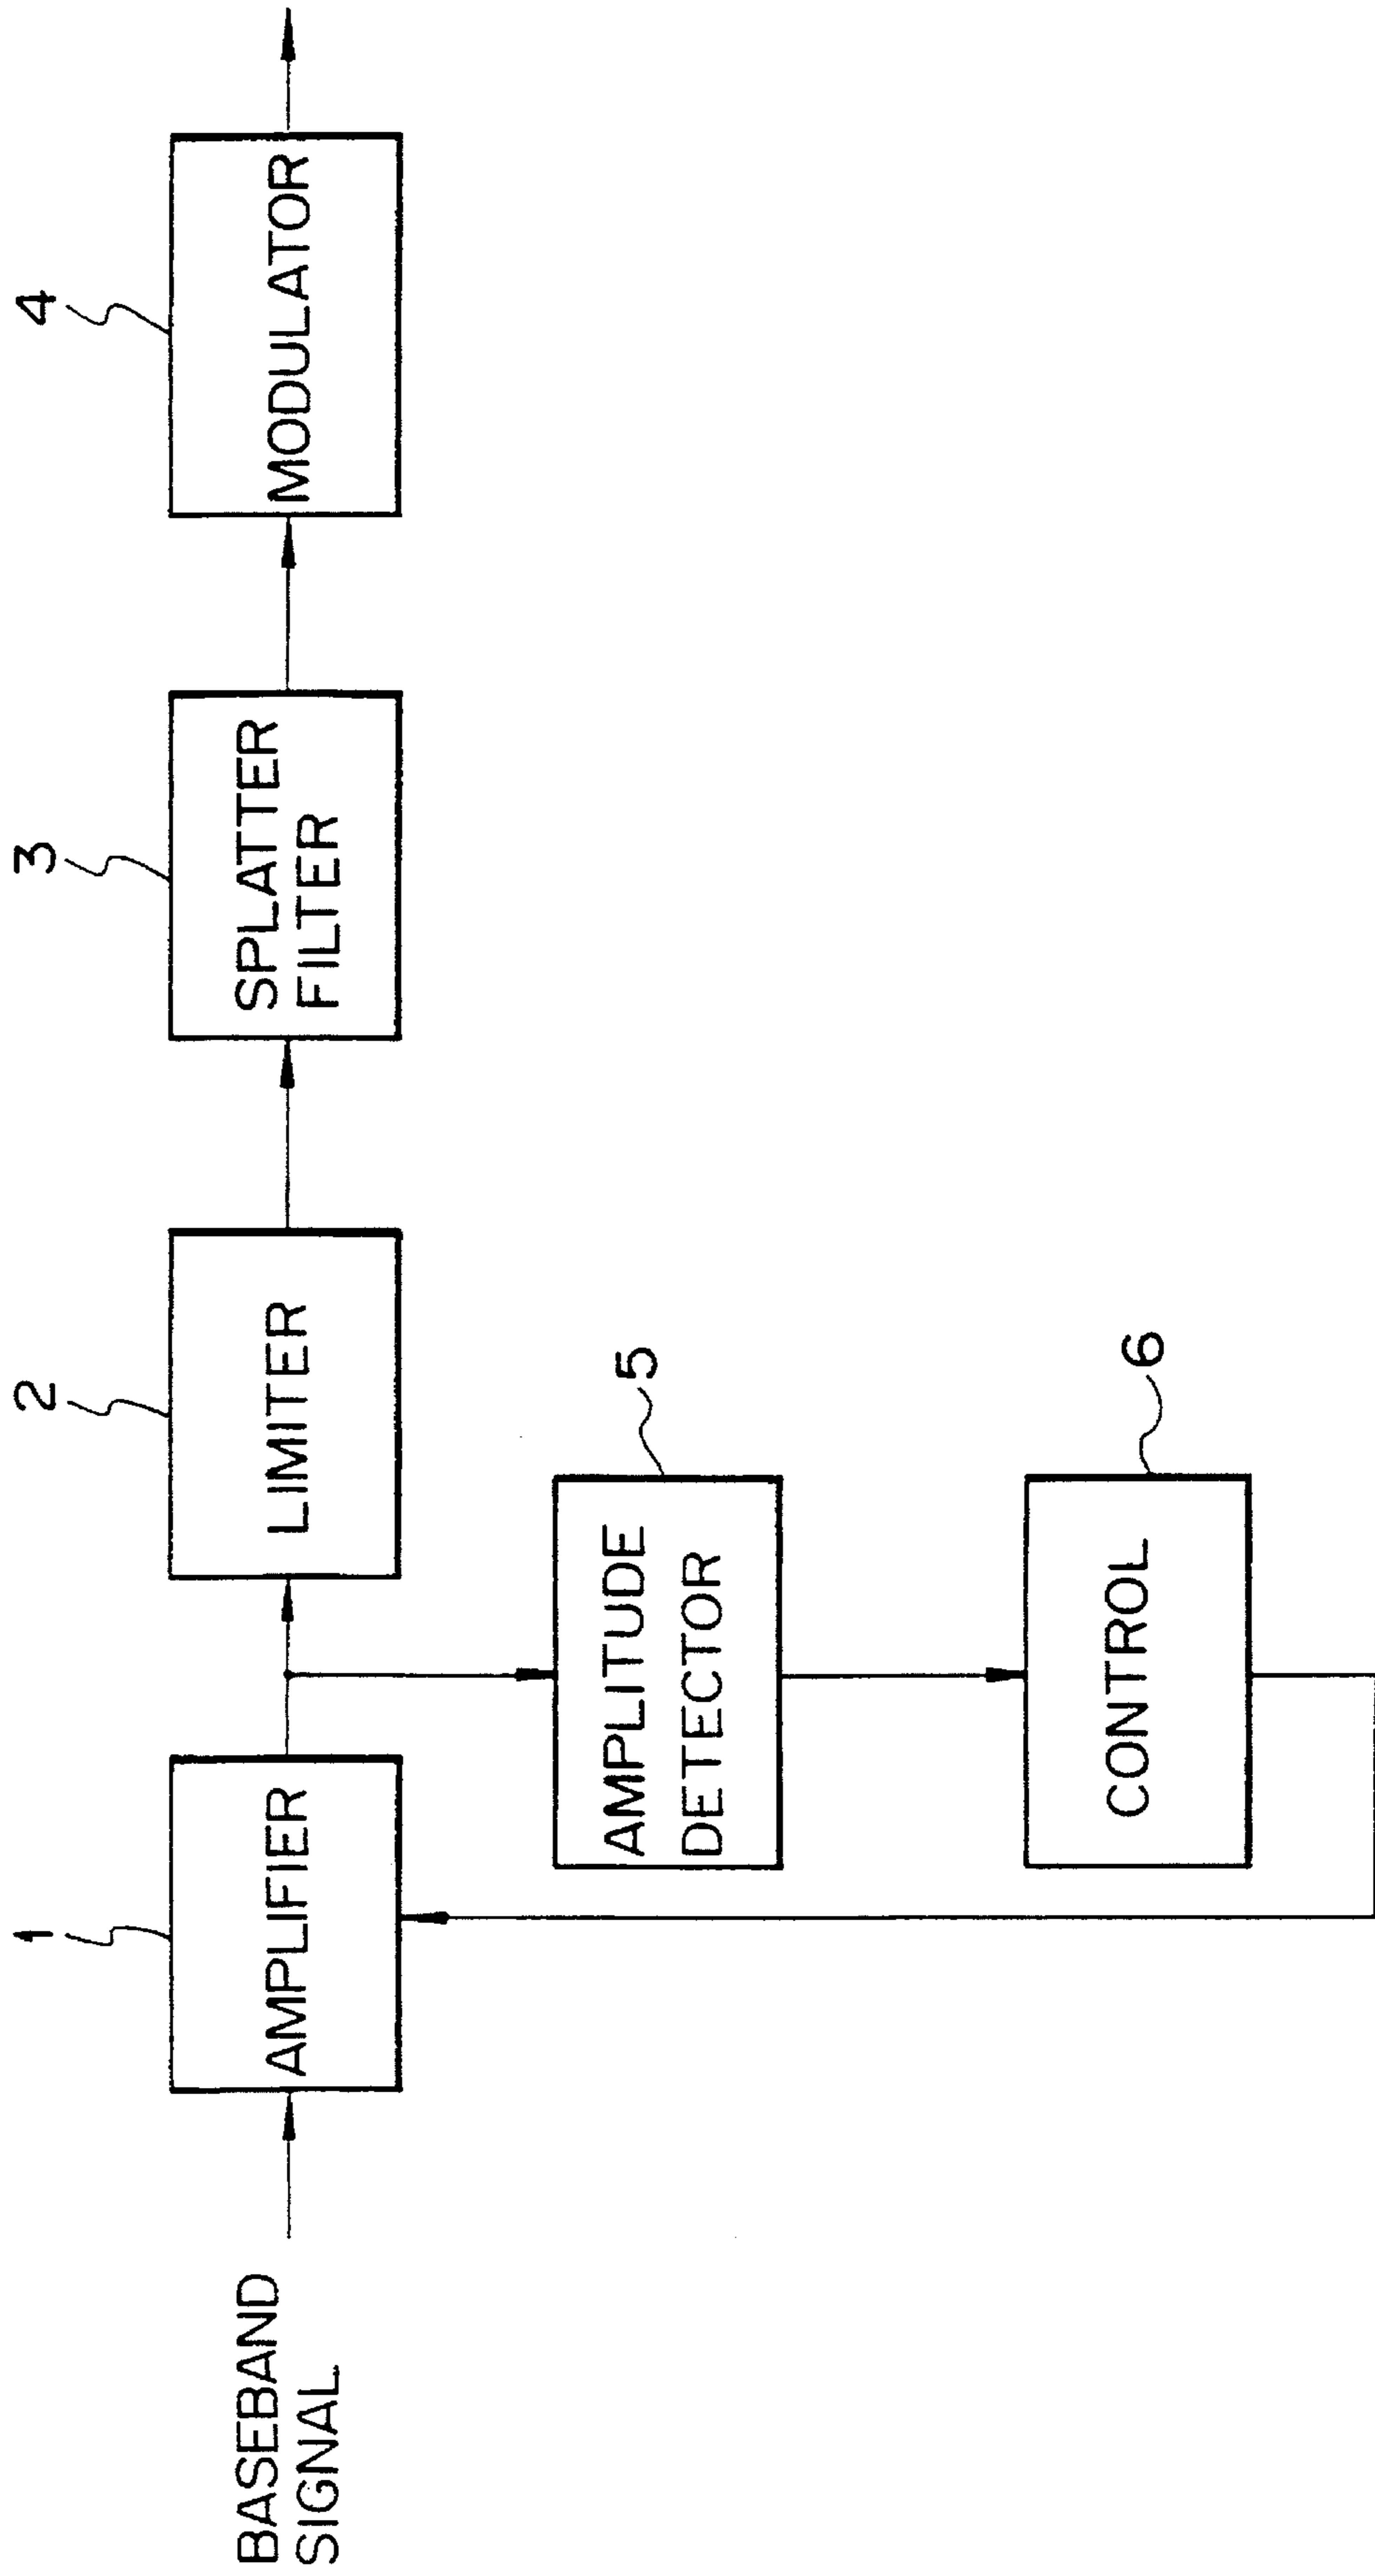 1
2
3
4
BASEBAND
SIGNAL
AMPLIFIER
LIMITER
SPLATTER
FILTER
MODULATOR
5
AMPLITUDE
DETECTOR
6
CONTROL